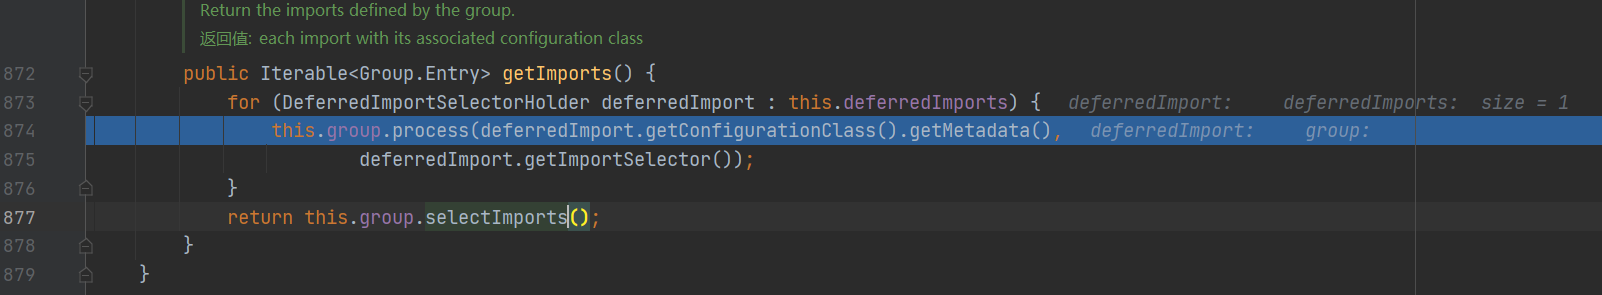 Return the imports defined by the group.
返回值: each import with its associated configuration class
872 public Iterable<Group.Entry> getImports() {
873 for (DeferredImportSelectorHolder deferredImport : this.deferredImports) { deferredImport: deferredImports: size = 1
874 this.group.process(deferredImport.getConfigurationClass().getMetadata(), deferredImport: group:
875 deferredImport.getImportSelector());
876 }
877 return this.group.selectImports();
878 }
879 }